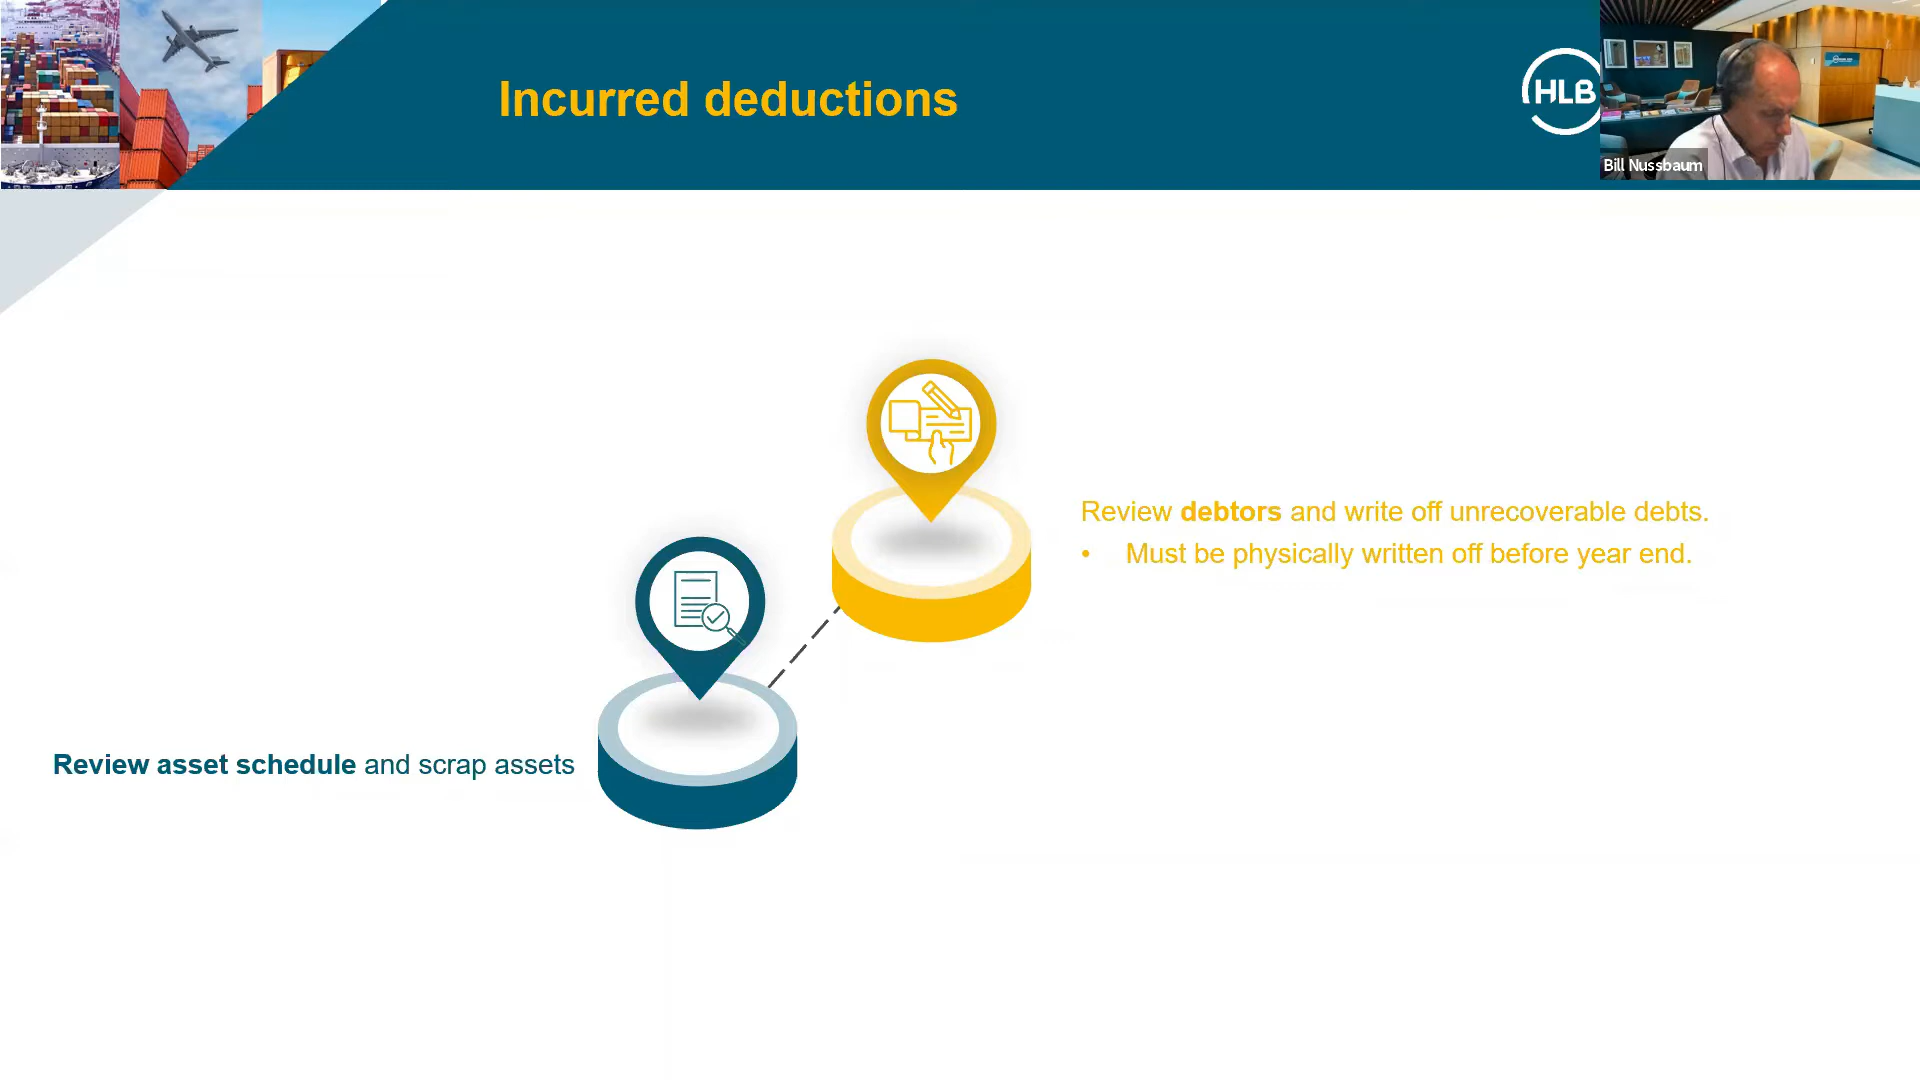 Incurred deductions
HLB
Bill Nussbaum
Review debtors and write off unrecoverable debts.
• Must be physically written off before year end.
Review asset schedule and scrap assets